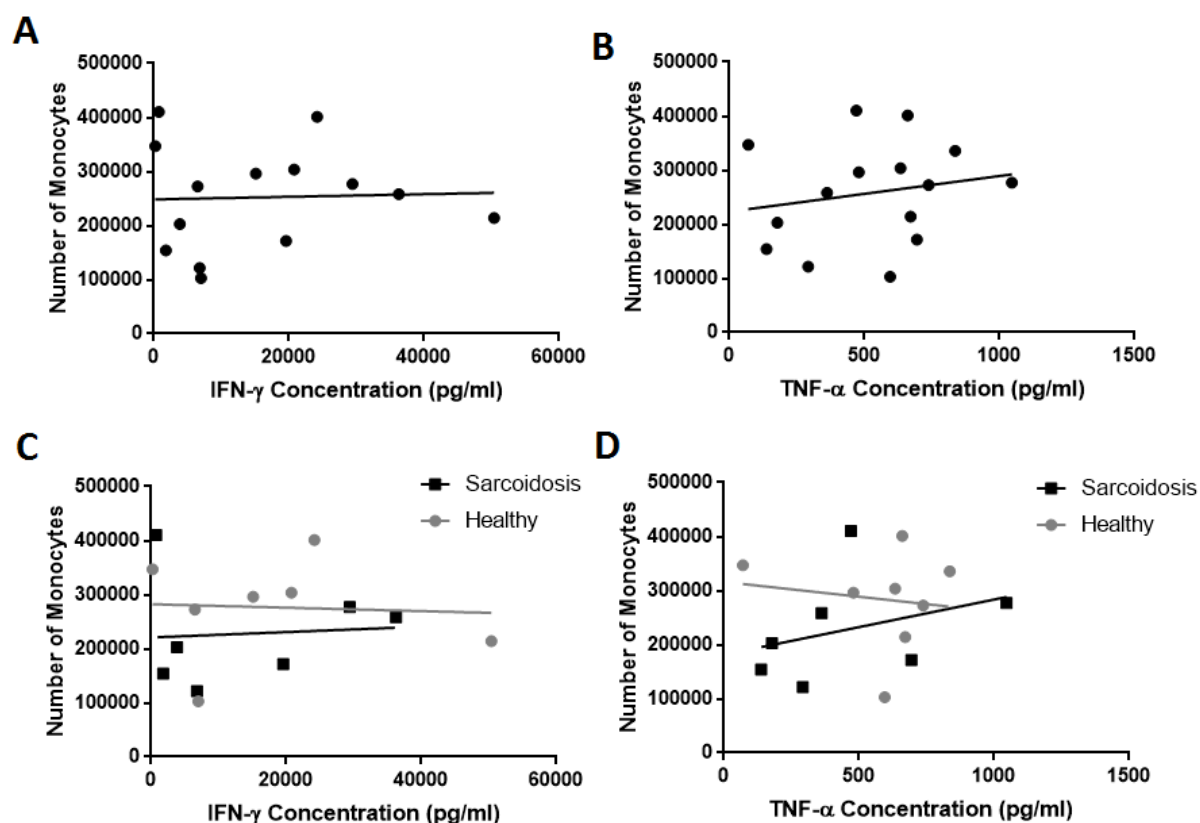 A
Number of Monocytes
500000
400000
300000
200000
100000
0
0 20000 40000 60000
IFN-γ Concentration (pg/ml)
B
Number of Monocytes
500000
400000
300000
200000
100000
0
0 500 1000 1500
TNF-α Concentration (pg/ml)
C
Number of Monocytes
500000
400000
300000
200000
100000
0
0 20000 40000 60000
IFN-γ Concentration (pg/ml)
Sarcoidosis
Healthy
D
Number of Monocytes
500000
400000
300000
200000
100000
0
0 500 1000 1500
TNF-α Concentration (pg/ml)
Sarcoidosis
Healthy